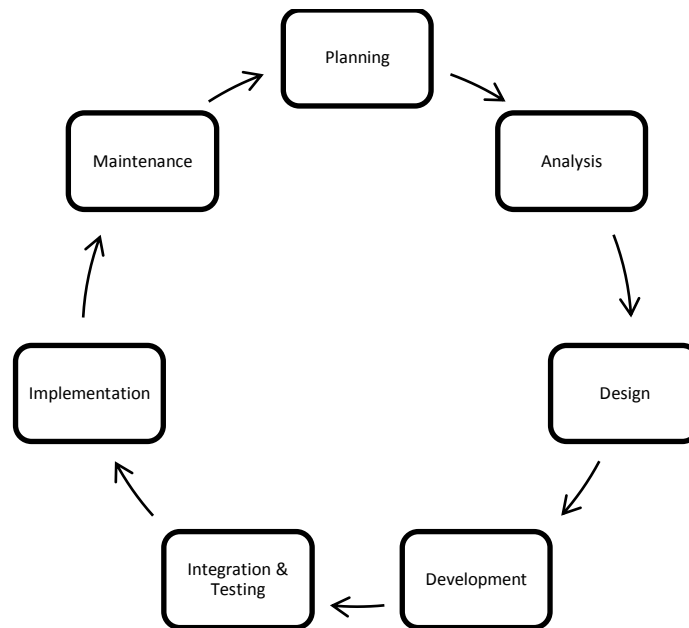 Planning
Analysis
Design
Development
Integration &
Testing
Implementation
Maintenance